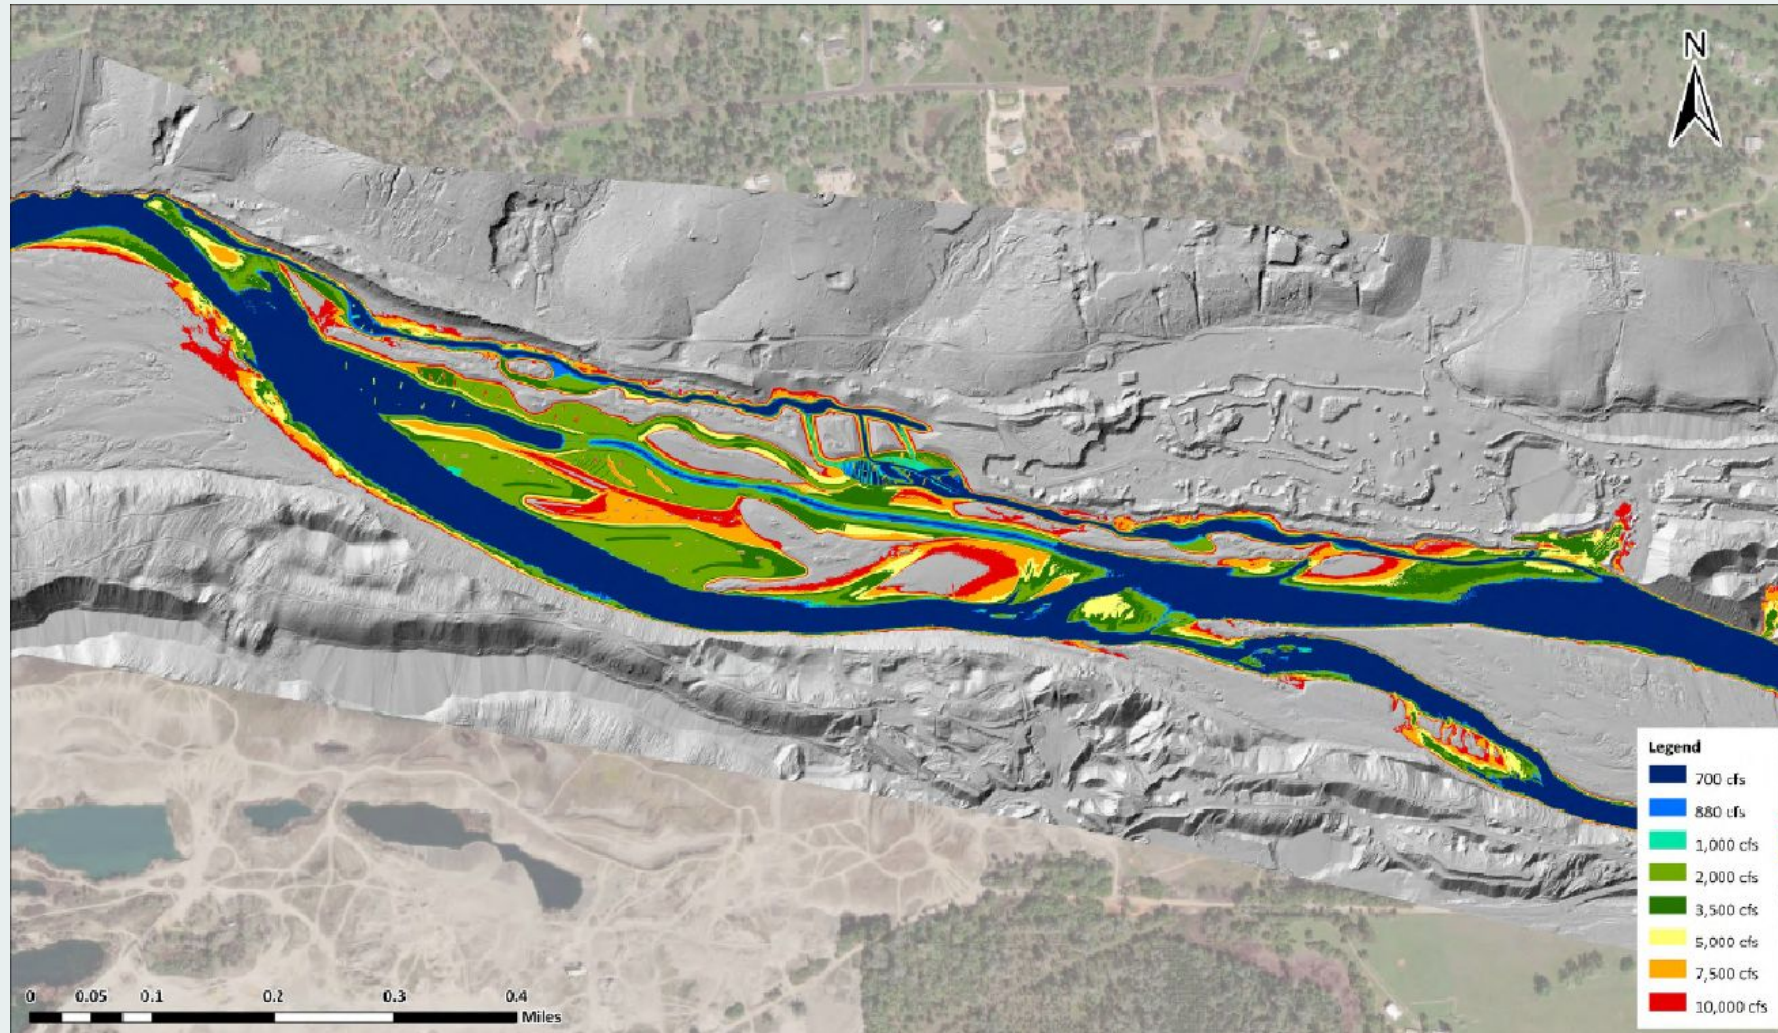 N
Legend
700 cfs
880 cfs
1,000 cfs
2,000 cfs
3,500 cfs
5,000 cfs
7,500 cfs
10,000 cfs
0 0.05 0.1 0.2 0.3 0.4
Miles